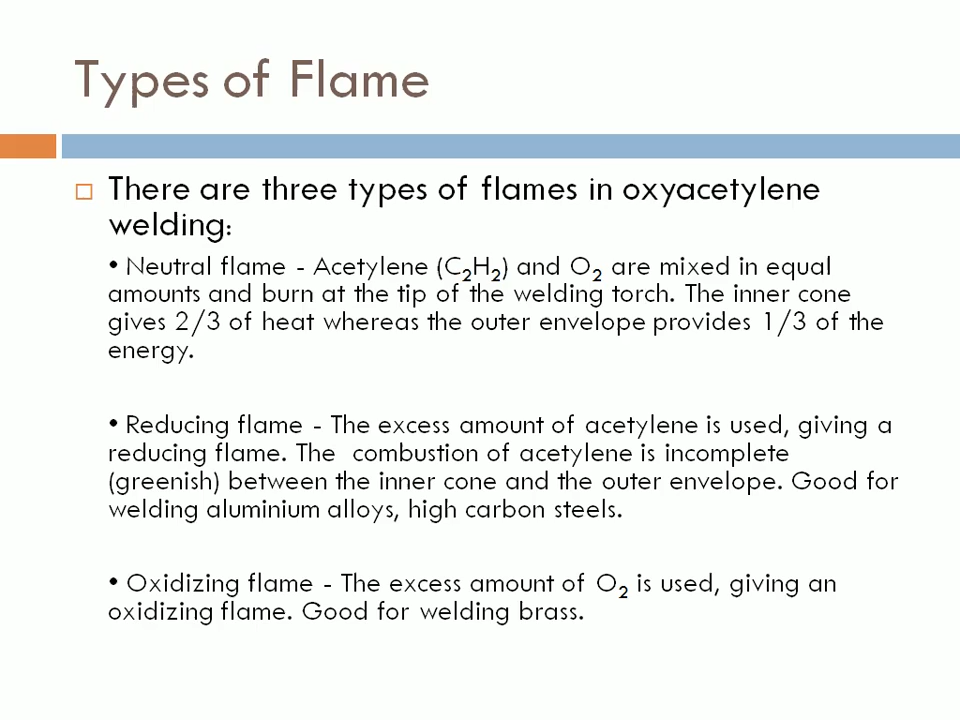 Types of Flame
There are three types of flames in oxyacetylene
welding:
• Neutral flame - Acetylene (C₂H₂) and O₂ are mixed in equal
amounts and burn at the tip of the welding torch. The inner cone
gives 2/3 of heat whereas the outer envelope provides 1/3 of the
energy.
• Reducing flame - The excess amount of acetylene is used, giving a
reducing flame. The  combustion of acetylene is incomplete
(greenish) between the inner cone and the outer envelope. Good for
welding aluminium alloys, high carbon steels.
• Oxidizing flame - The excess amount of O₂ is used, giving an
oxidizing flame. Good for welding brass.